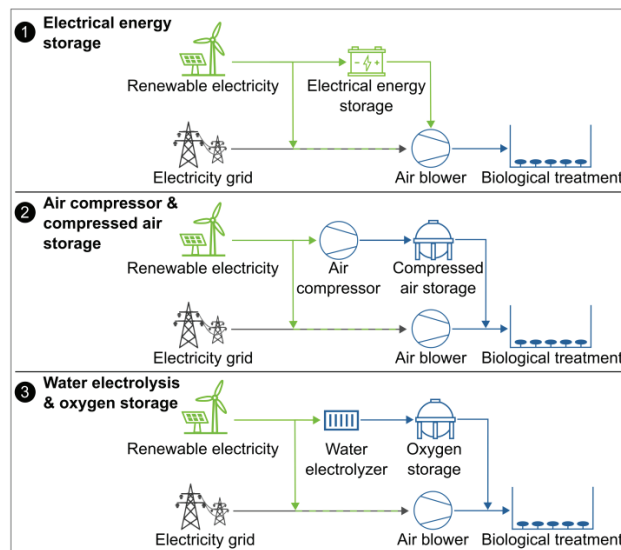 1 Electrical energy
storage
Renewable electricity
Electrical energy
storage
Electricity grid
Air blower
Biological treatment
2 Air compressor &
compressed air
storage
Renewable electricity
Air
compressor
Compressed
air storage
Electricity grid
Air blower
Biological treatment
3 Water electrolysis
& oxygen storage
Renewable electricity
Water
electrolyzer
Oxygen
storage
Electricity grid
Air blower
Biological treatment